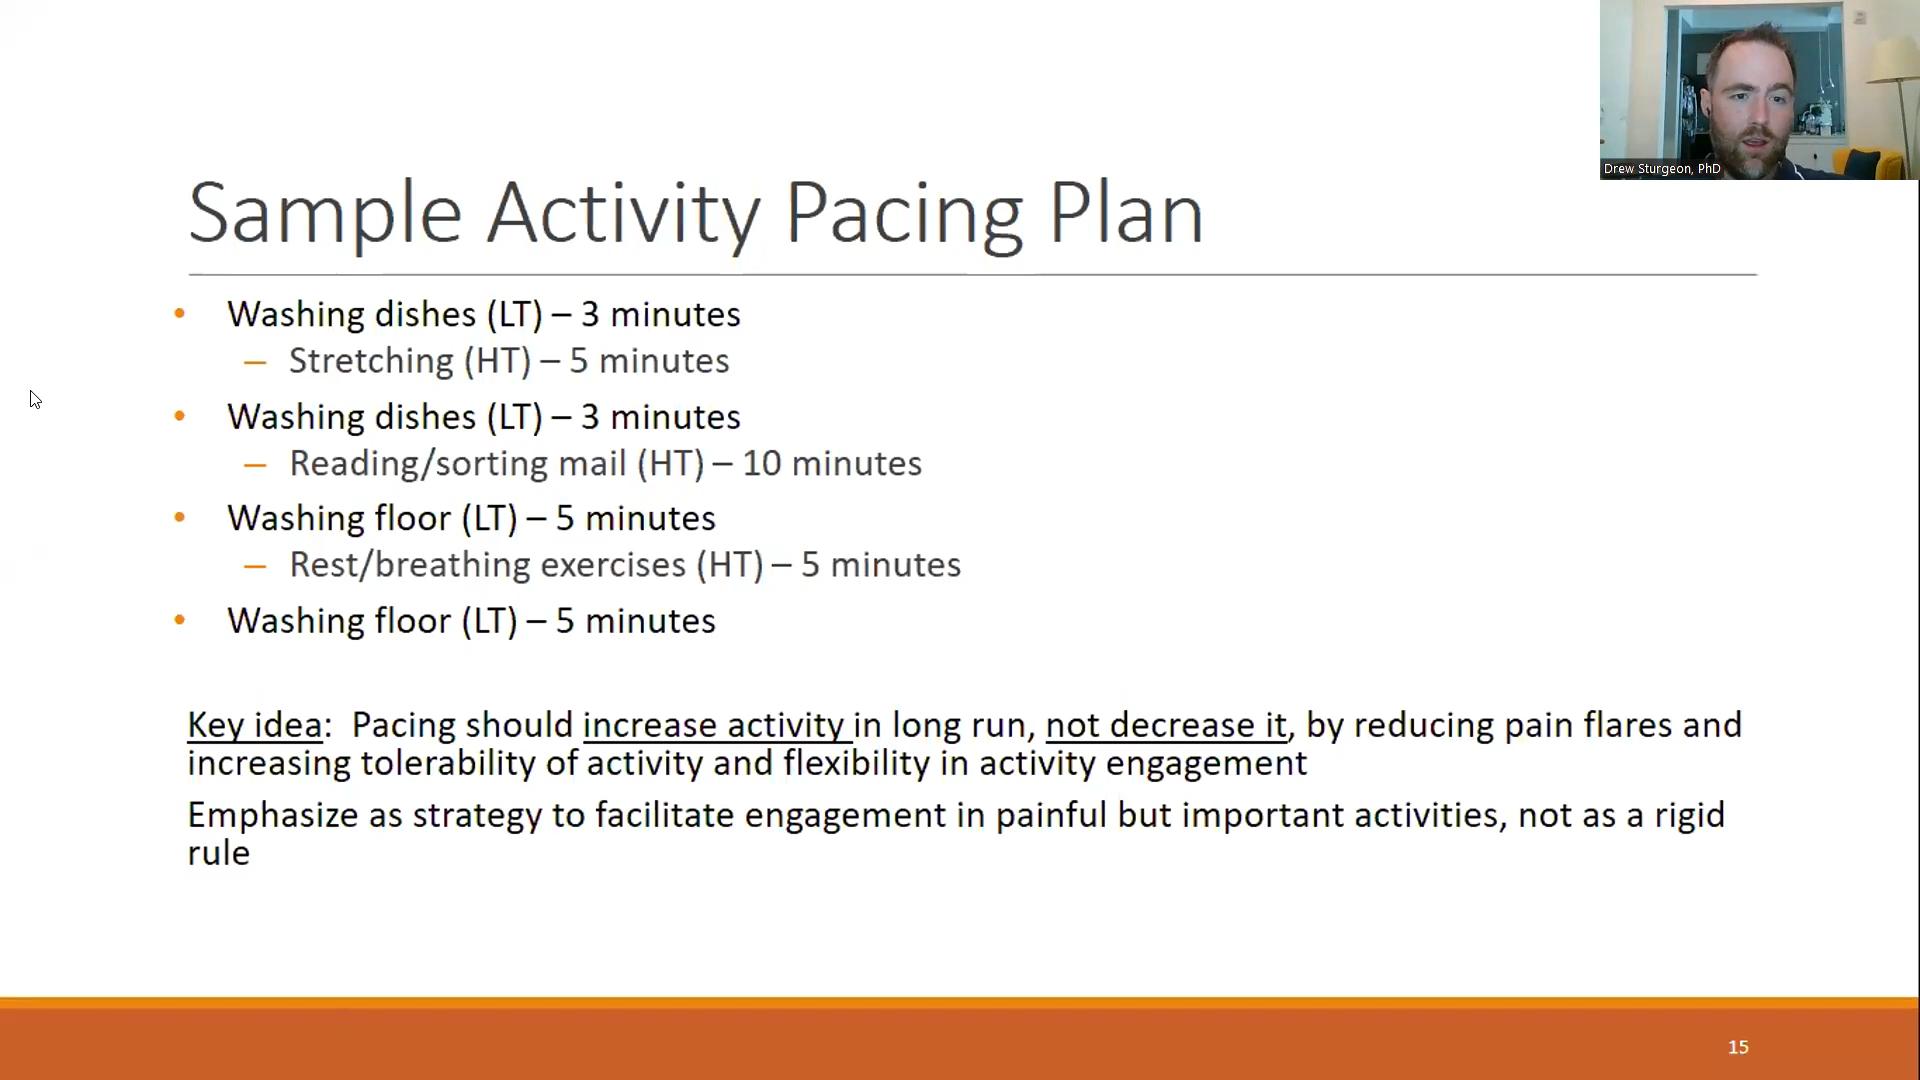 Drew Sturgeon, PhD
Sample Activity Pacing Plan
• Washing dishes (LT) – 3 minutes
– Stretching (HT) – 5 minutes
• Washing dishes (LT) – 3 minutes
– Reading/sorting mail (HT) – 10 minutes
• Washing floor (LT) – 5 minutes
– Rest/breathing exercises (HT) – 5 minutes
• Washing floor (LT) – 5 minutes
Key idea: Pacing should increase activity in long run, not decrease it, by reducing pain flares and
increasing tolerability of activity and flexibility in activity engagement
Emphasize as strategy to facilitate engagement in painful but important activities, not as a rigid
rule
15